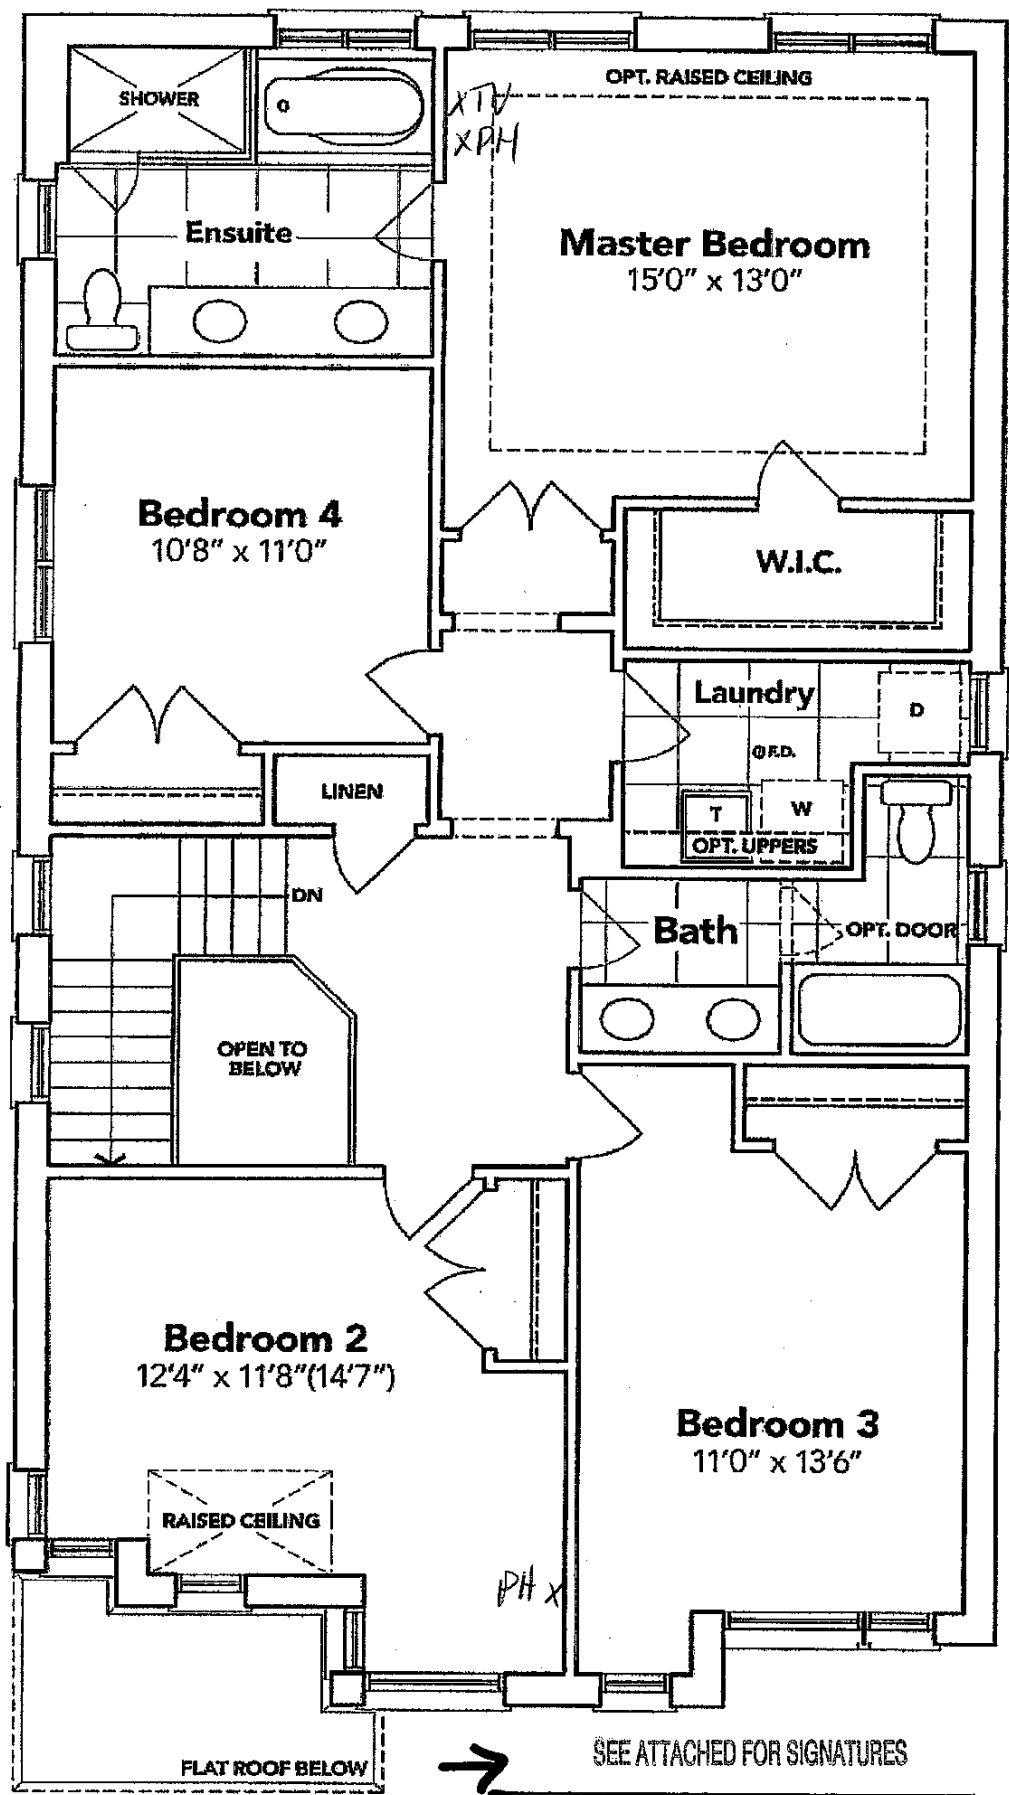 OPT. RAISED CEILING
SHOWER
XTV
XPH
Ensuite
Master Bedroom
15'0" x 13'0"
Bedroom 4
10'8" x 11'0"
W.I.C.
Laundry
D
F.D.
LINEN
T
W
OPT. UPPERS
DN
Bath
OPT. DOOR
OPEN TO
BELOW
Bedroom 2
12'4" x 11'8"(14'7")
Bedroom 3
11'0" x 13'6"
RAISED CEILING
PH X
SEE ATTACHED FOR SIGNATURES
FLAT ROOF BELOW